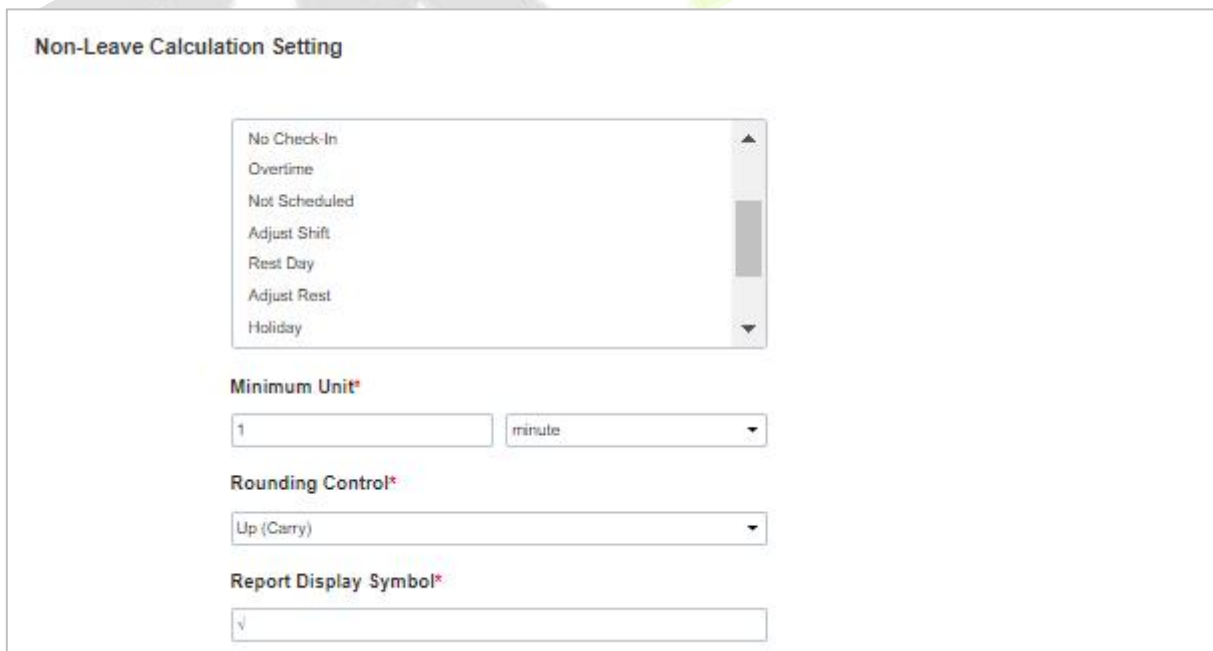 Non-Leave Calculation Setting
No Check-In
Overtime
Not Scheduled
Adjust Shift
Rest Day
Adjust Rest
Holiday
Minimum Unit*
1 minute
Rounding Control*
Up (Carry)
Report Display Symbol*
√